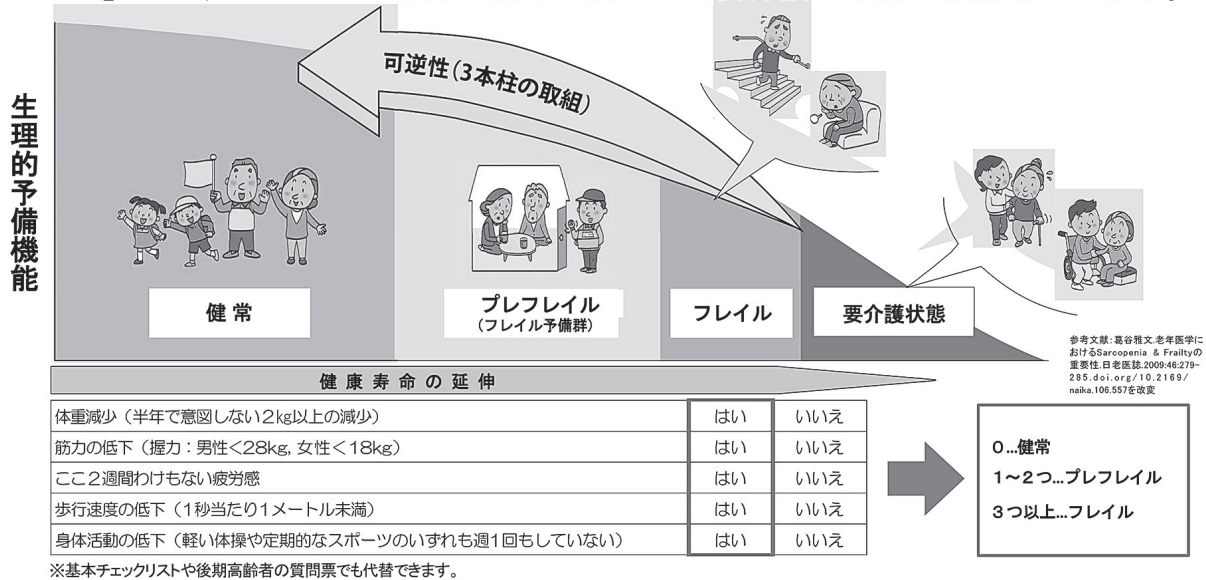 可逆性(3本柱の取組)
生理的予備機能
健常
プレフレイル
(フレイル予備群)
フレイル
要介護状態
参考文献:葛谷雅文.老年医学に
おけるSarcopenia & Frailtyの
重要性.日老医誌.2009:46:279-
285.doi.org/10.2169/
naika.106.557を改変
健康寿命の延伸
体重減少(半年で意図しない2kg以上の減少) はい いいえ
筋力の低下(握力:男性<28kg, 女性<18kg) はい いいえ
ここ2週間わけもない疲労感 はい いいえ
歩行速度の低下(1秒当たり1メートル未満) はい いいえ
身体活動の低下(軽い体操や定期的なスポーツのいずれも週1回もしていない) はい いいえ
0…健常
1~2つ…プレフレイル
3つ以上…フレイル
※基本チェックリストや後期高齢者の質問票でも代替できます。